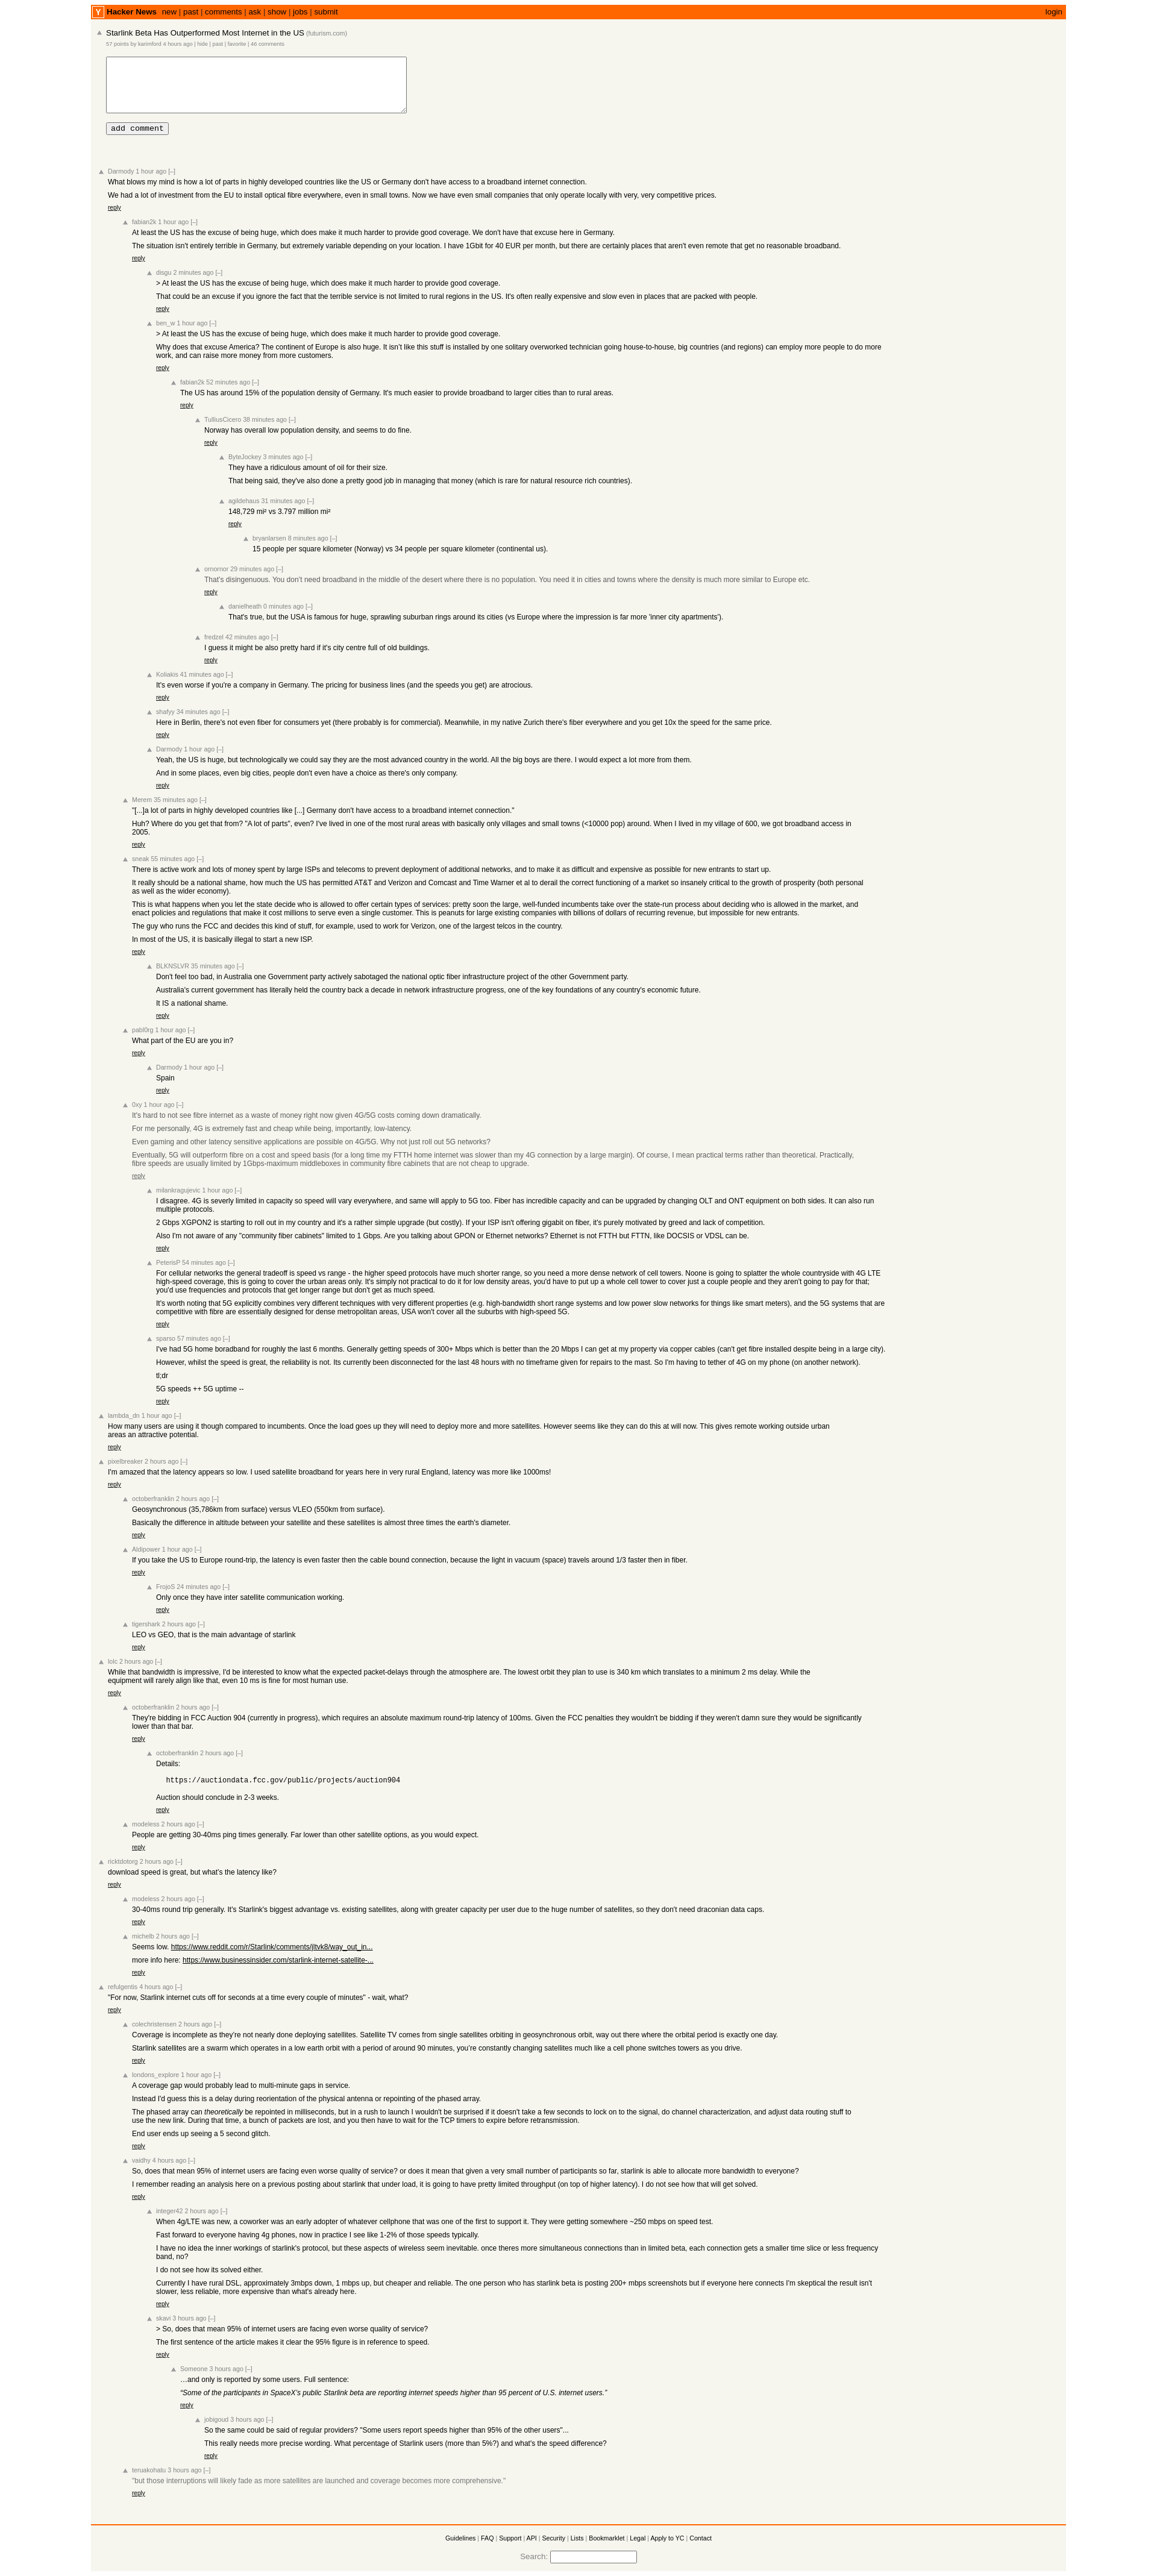 Y Hacker News new | past | comments | ask | show | jobs | submit login
Starlink Beta Has Outperformed Most Internet in the US (futurism.com)
57 points by karimford 4 hours ago | hide | past | favorite | 46 comments
add comment
Darmody 1 hour ago [–]
What blows my mind is how a lot of parts in highly developed countries like the US or Germany don't have access to a broadband internet connection.
We had a lot of investment from the EU to install optical fibre everywhere, even in small towns. Now we have even small companies that only operate locally with very, very competitive prices.
reply
fabian2k 1 hour ago [–]
At least the US has the excuse of being huge, which does make it much harder to provide good coverage. We don't have that excuse here in Germany.
The situation isn't entirely terrible in Germany, but extremely variable depending on your location. I have 1Gbit for 40 EUR per month, but there are certainly places that aren't even remote that get no reasonable broadband.
reply
disgu 2 minutes ago [–]
> At least the US has the excuse of being huge, which does make it much harder to provide good coverage.
That could be an excuse if you ignore the fact that the terrible service is not limited to rural regions in the US. It's often really expensive and slow even in places that are packed with people.
reply
ben_w 1 hour ago [–]
> At least the US has the excuse of being huge, which does make it much harder to provide good coverage.
Why does that excuse America? The continent of Europe is also huge. It isn't like this stuff is installed by one solitary overworked technician going house-to-house, big countries (and regions) can employ more people to do more
work, and can raise more money from more customers.
reply
fabian2k 52 minutes ago [–]
The US has around 15% of the population density of Germany. It's much easier to provide broadband to larger cities than to rural areas.
reply
TulliusCicero 38 minutes ago [–]
Norway has overall low population density, and seems to do fine.
reply
ByteJockey 3 minutes ago [–]
They have a ridiculous amount of oil for their size.
That being said, they've also done a pretty good job in managing that money (which is rare for natural resource rich countries).
agildehaus 31 minutes ago [–]
148,729 mi² vs 3.797 million mi²
reply
bryanlarsen 8 minutes ago [–]
15 people per square kilometer (Norway) vs 34 people per square kilometer (continental us).
ornornor 29 minutes ago [–]
That's disingenuous. You don't need broadband in the middle of the desert where there is no population. You need it in cities and towns where the density is much more similar to Europe etc.
reply
danielheath 0 minutes ago [–]
That's true, but the USA is famous for huge, sprawling suburban rings around its cities (vs Europe where the impression is far more 'inner city apartments').
fredzel 42 minutes ago [–]
I guess it might be also pretty hard if it's city centre full of old buildings.
reply
Koliakis 41 minutes ago [–]
It's even worse if you're a company in Germany. The pricing for business lines (and the speeds you get) are atrocious.
reply
shafyy 34 minutes ago [–]
Here in Berlin, there's not even fiber for consumers yet (there probably is for commercial). Meanwhile, in my native Zurich there's fiber everywhere and you get 10x the speed for the same price.
reply
Darmody 1 hour ago [–]
Yeah, the US is huge, but technologically we could say they are the most advanced country in the world. All the big boys are there. I would expect a lot more from them.
And in some places, even big cities, people don't even have a choice as there's only company.
reply
Merem 35 minutes ago [–]
"[...]a lot of parts in highly developed countries like [...] Germany don't have access to a broadband internet connection."
Huh? Where do you get that from? "A lot of parts", even? I've lived in one of the most rural areas with basically only villages and small towns (<10000 pop) around. When I lived in my village of 600, we got broadband access in
2005.
reply
sneak 55 minutes ago [–]
There is active work and lots of money spent by large ISPs and telecoms to prevent deployment of additional networks, and to make it as difficult and expensive as possible for new entrants to start up.
It really should be a national shame, how much the US has permitted AT&T and Verizon and Comcast and Time Warner et al to derail the correct functioning of a market so insanely critical to the growth of prosperity (both personal
as well as the wider economy).
This is what happens when you let the state decide who is allowed to offer certain types of services: pretty soon the large, well-funded incumbents take over the state-run process about deciding who is allowed in the market, and
enact policies and regulations that make it cost millions to serve even a single customer. This is peanuts for large existing companies with billions of dollars of recurring revenue, but impossible for new entrants.
The guy who runs the FCC and decides this kind of stuff, for example, used to work for Verizon, one of the largest telcos in the country.
In most of the US, it is basically illegal to start a new ISP.
reply
BLKNSLVR 35 minutes ago [–]
Don't feel too bad, in Australia one Government party actively sabotaged the national optic fiber infrastructure project of the other Government party.
Australia's current government has literally held the country back a decade in network infrastructure progress, one of the key foundations of any country's economic future.
It IS a national shame.
reply
pabl0rg 1 hour ago [–]
What part of the EU are you in?
reply
Darmody 1 hour ago [–]
Spain
reply
0xy 1 hour ago [–]
It's hard to not see fibre internet as a waste of money right now given 4G/5G costs coming down dramatically.
For me personally, 4G is extremely fast and cheap while being, importantly, low-latency.
Even gaming and other latency sensitive applications are possible on 4G/5G. Why not just roll out 5G networks?
Eventually, 5G will outperform fibre on a cost and speed basis (for a long time my FTTH home internet was slower than my 4G connection by a large margin). Of course, I mean practical terms rather than theoretical. Practically,
fibre speeds are usually limited by 1Gbps-maximum middleboxes in community fibre cabinets that are not cheap to upgrade.
reply
milankragujevic 1 hour ago [–]
I disagree. 4G is severly limited in capacity so speed will vary everywhere, and same will apply to 5G too. Fiber has incredible capacity and can be upgraded by changing OLT and ONT equipment on both sides. It can also run
multiple protocols.
2 Gbps XGPON2 is starting to roll out in my country and it's a rather simple upgrade (but costly). If your ISP isn't offering gigabit on fiber, it's purely motivated by greed and lack of competition.
Also I'm not aware of any "community fiber cabinets" limited to 1 Gbps. Are you talking about GPON or Ethernet networks? Ethernet is not FTTH but FTTN, like DOCSIS or VDSL can be.
reply
PeterisP 54 minutes ago [–]
For cellular networks the general tradeoff is speed vs range - the higher speed protocols have much shorter range, so you need a more dense network of cell towers. Noone is going to splatter the whole countryside with 4G LTE
high-speed coverage, this is going to cover the urban areas only. It's simply not practical to do it for low density areas, you'd have to put up a whole cell tower to cover just a couple people and they aren't going to pay for that;
you'd use frequencies and protocols that get longer range but don't get as much speed.
It's worth noting that 5G explicitly combines very different techniques with very different properties (e.g. high-bandwidth short range systems and low power slow networks for things like smart meters), and the 5G systems that are
competitive with fibre are essentially designed for dense metropolitan areas, USA won't cover all the suburbs with high-speed 5G.
reply
sparso 57 minutes ago [–]
I've had 5G home boradband for roughly the last 6 months. Generally getting speeds of 300+ Mbps which is better than the 20 Mbps I can get at my property via copper cables (can't get fibre installed despite being in a large city).
However, whilst the speed is great, the reliability is not. Its currently been disconnected for the last 48 hours with no timeframe given for repairs to the mast. So I'm having to tether of 4G on my phone (on another network).
tl;dr
5G speeds ++ 5G uptime --
reply
lambda_dn 1 hour ago [–]
How many users are using it though compared to incumbents. Once the load goes up they will need to deploy more and more satellites. However seems like they can do this at will now. This gives remote working outside urban
areas an attractive potential.
reply
pixelbreaker 2 hours ago [–]
I'm amazed that the latency appears so low. I used satellite broadband for years here in very rural England, latency was more like 1000ms!
reply
octoberfranklin 2 hours ago [–]
Geosynchronous (35,786km from surface) versus VLEO (550km from surface).
Basically the difference in altitude between your satellite and these satellites is almost three times the earth's diameter.
reply
Aldipower 1 hour ago [–]
If you take the US to Europe round-trip, the latency is even faster then the cable bound connection, because the light in vacuum (space) travels around 1/3 faster then in fiber.
reply
FrojoS 24 minutes ago [–]
Only once they have inter satellite communication working.
reply
tigershark 2 hours ago [–]
LEO vs GEO, that is the main advantage of starlink
reply
lolc 2 hours ago [–]
While that bandwidth is impressive, I'd be interested to know what the expected packet-delays through the atmosphere are. The lowest orbit they plan to use is 340 km which translates to a minimum 2 ms delay. While the
equipment will rarely align like that, even 10 ms is fine for most human use.
reply
octoberfranklin 2 hours ago [–]
They're bidding in FCC Auction 904 (currently in progress), which requires an absolute maximum round-trip latency of 100ms. Given the FCC penalties they wouldn't be bidding if they weren't damn sure they would be significantly
lower than that bar.
reply
octoberfranklin 2 hours ago [–]
Details:
https://auctiondata.fcc.gov/public/projects/auction904
Auction should conclude in 2-3 weeks.
reply
modeless 2 hours ago [–]
People are getting 30-40ms ping times generally. Far lower than other satellite options, as you would expect.
reply
ricktdotorg 2 hours ago [–]
download speed is great, but what's the latency like?
reply
modeless 2 hours ago [–]
30-40ms round trip generally. It's Starlink's biggest advantage vs. existing satellites, along with greater capacity per user due to the huge number of satellites, so they don't need draconian data caps.
reply
michelb 2 hours ago [–]
Seems low. https://www.reddit.com/r/Starlink/comments/jltvk8/way_out_in...
more info here: https://www.businessinsider.com/starlink-internet-satellite-...
reply
refulgentis 4 hours ago [–]
"For now, Starlink internet cuts off for seconds at a time every couple of minutes" - wait, what?
reply
colechristensen 2 hours ago [–]
Coverage is incomplete as they're not nearly done deploying satellites. Satellite TV comes from single satellites orbiting in geosynchronous orbit, way out there where the orbital period is exactly one day.
Starlink satellites are a swarm which operates in a low earth orbit with a period of around 90 minutes, you're constantly changing satellites much like a cell phone switches towers as you drive.
reply
londons_explore 1 hour ago [–]
A coverage gap would probably lead to multi-minute gaps in service.
Instead I'd guess this is a delay during reorientation of the physical antenna or repointing of the phased array.
The phased array can theoretically be repointed in milliseconds, but in a rush to launch I wouldn't be surprised if it doesn't take a few seconds to lock on to the signal, do channel characterization, and adjust data routing stuff to
use the new link. During that time, a bunch of packets are lost, and you then have to wait for the TCP timers to expire before retransmission.
End user ends up seeing a 5 second glitch.
reply
vaidhy 4 hours ago [–]
So, does that mean 95% of internet users are facing even worse quality of service? or does it mean that given a very small number of participants so far, starlink is able to allocate more bandwidth to everyone?
I remember reading an analysis here on a previous posting about starlink that under load, it is going to have pretty limited throughput (on top of higher latency). I do not see how that will get solved.
reply
integer42 2 hours ago [–]
When 4g/LTE was new, a coworker was an early adopter of whatever cellphone that was one of the first to support it. They were getting somewhere ~250 mbps on speed test.
Fast forward to everyone having 4g phones, now in practice I see like 1-2% of those speeds typically.
I have no idea the inner workings of starlink's protocol, but these aspects of wireless seem inevitable. once theres more simultaneous connections than in limited beta, each connection gets a smaller time slice or less frequency
band, no?
I do not see how its solved either.
Currently I have rural DSL, approximately 3mbps down, 1 mbps up, but cheaper and reliable. The one person who has starlink beta is posting 200+ mbps screenshots but if everyone here connects I'm skeptical the result isn't
slower, less reliable, more expensive than what's already here.
reply
skavi 3 hours ago [–]
> So, does that mean 95% of internet users are facing even worse quality of service?
The first sentence of the article makes it clear the 95% figure is in reference to speed.
reply
Someone 3 hours ago [–]
…and only is reported by some users. Full sentence:
“Some of the participants in SpaceX's public Starlink beta are reporting internet speeds higher than 95 percent of U.S. internet users.”
reply
jobigoud 3 hours ago [–]
So the same could be said of regular providers? "Some users report speeds higher than 95% of the other users"...
This really needs more precise wording. What percentage of Starlink users (more than 5%?) and what's the speed difference?
reply
teruakohatu 3 hours ago [–]
"but those interruptions will likely fade as more satellites are launched and coverage becomes more comprehensive."
reply
Guidelines | FAQ | Support | API | Security | Lists | Bookmarklet | Legal | Apply to YC | Contact
Search: